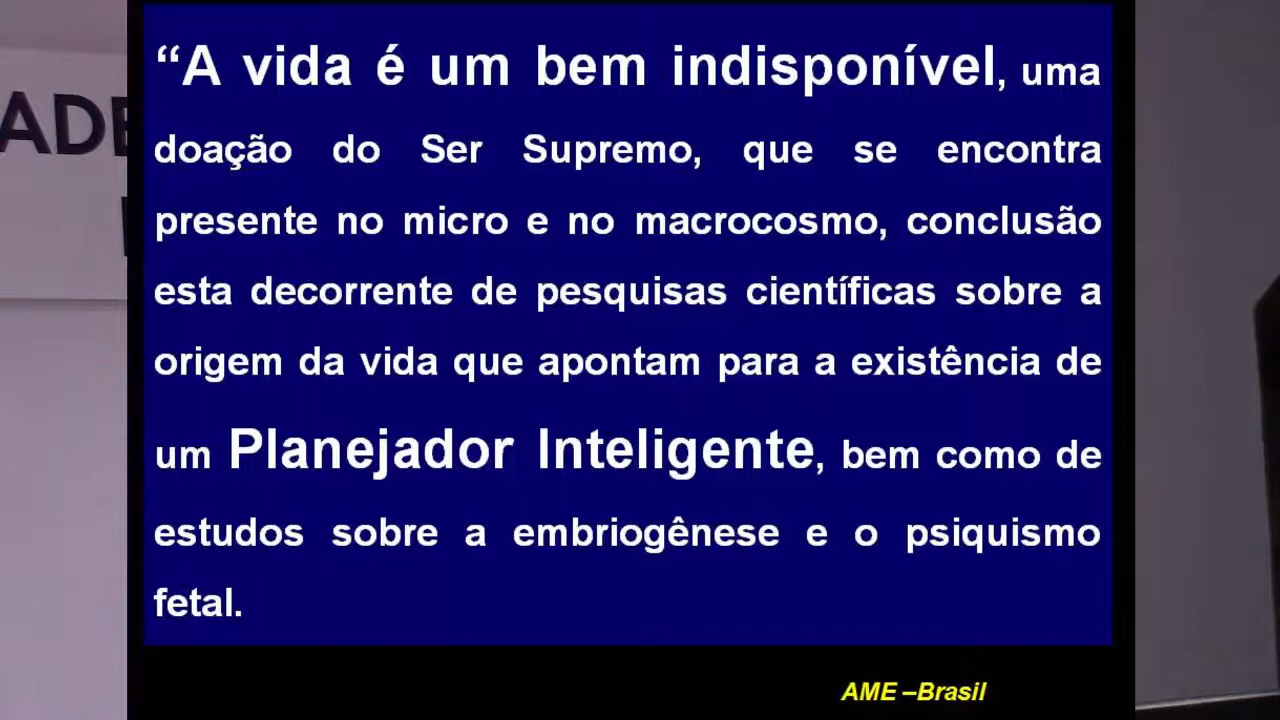 ADE
“A vida é um bem indisponível, uma
doação do Ser Supremo, que se encontra
presente no micro e no macrocosmo, conclusão
esta decorrente de pesquisas científicas sobre a
origem da vida que apontam para a existência de
um Planejador Inteligente, bem como de
estudos sobre a embriogênese e o psiquismo
fetal.
AME –Brasil